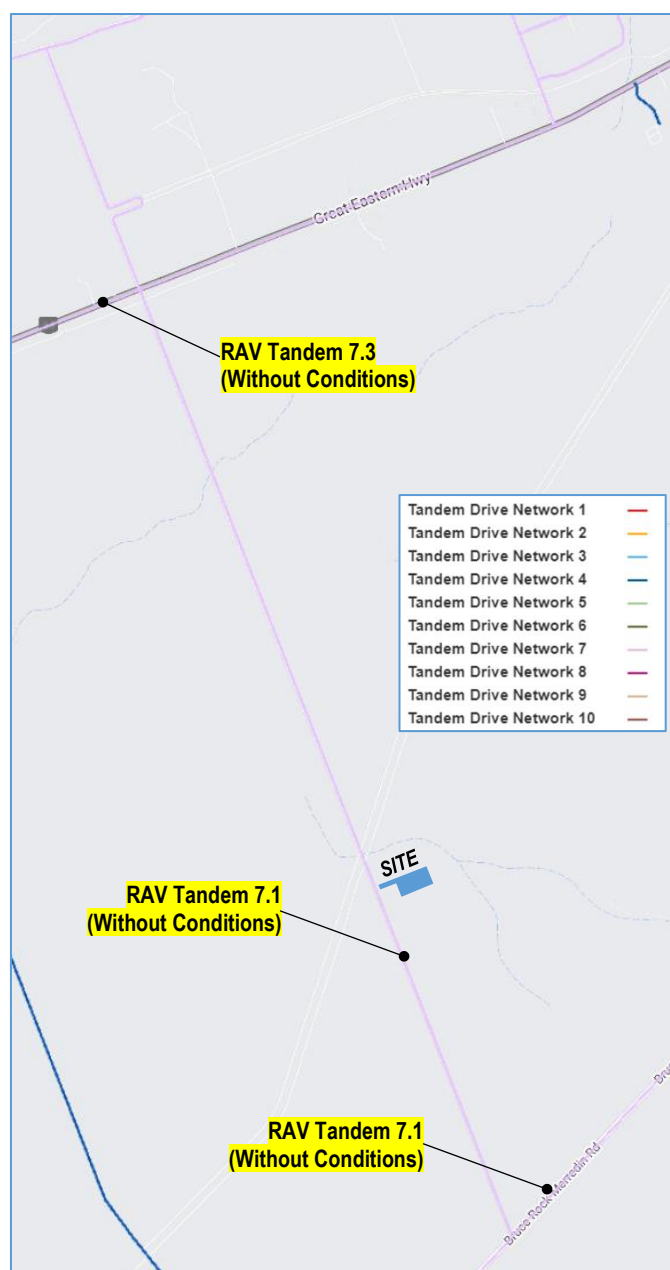 Great Eastern Hwy
RAV Tandem 7.3
(Without Conditions)
Tandem Drive Network 1
Tandem Drive Network 2
Tandem Drive Network 3
Tandem Drive Network 4
Tandem Drive Network 5
Tandem Drive Network 6
Tandem Drive Network 7
Tandem Drive Network 8
Tandem Drive Network 9
Tandem Drive Network 10
SITE
RAV Tandem 7.1
(Without Conditions)
RAV Tandem 7.1
(Without Conditions)
Bruce Rock Merredin Rd
Bru